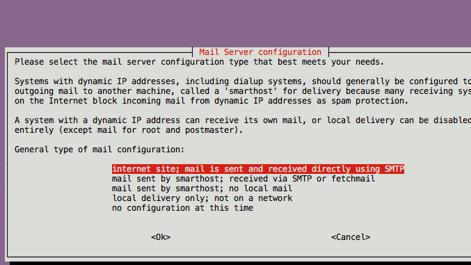 Mail Server configuration
Please select the mail server configuration type that best meets your needs.
Systems with dynamic IP addresses, including dialup systems, should generally be configured to
outgoing mail to another machine, called a 'smarthost' for delivery because many receiving sys
on the Internet block incoming mail from dynamic IP addresses as spam protection.
A system with a dynamic IP address can receive its own mail, or local delivery can be disabled
entirely (except mail for root and postmaster).
General type of mail configuration:
internet site; mail is sent and received directly using SMTP
mail sent by smarthost; received via SMTP or fetchmail
mail sent by smarthost; no local mail
local delivery only; not on a network
no configuration at this time
<Ok> <Cancel>